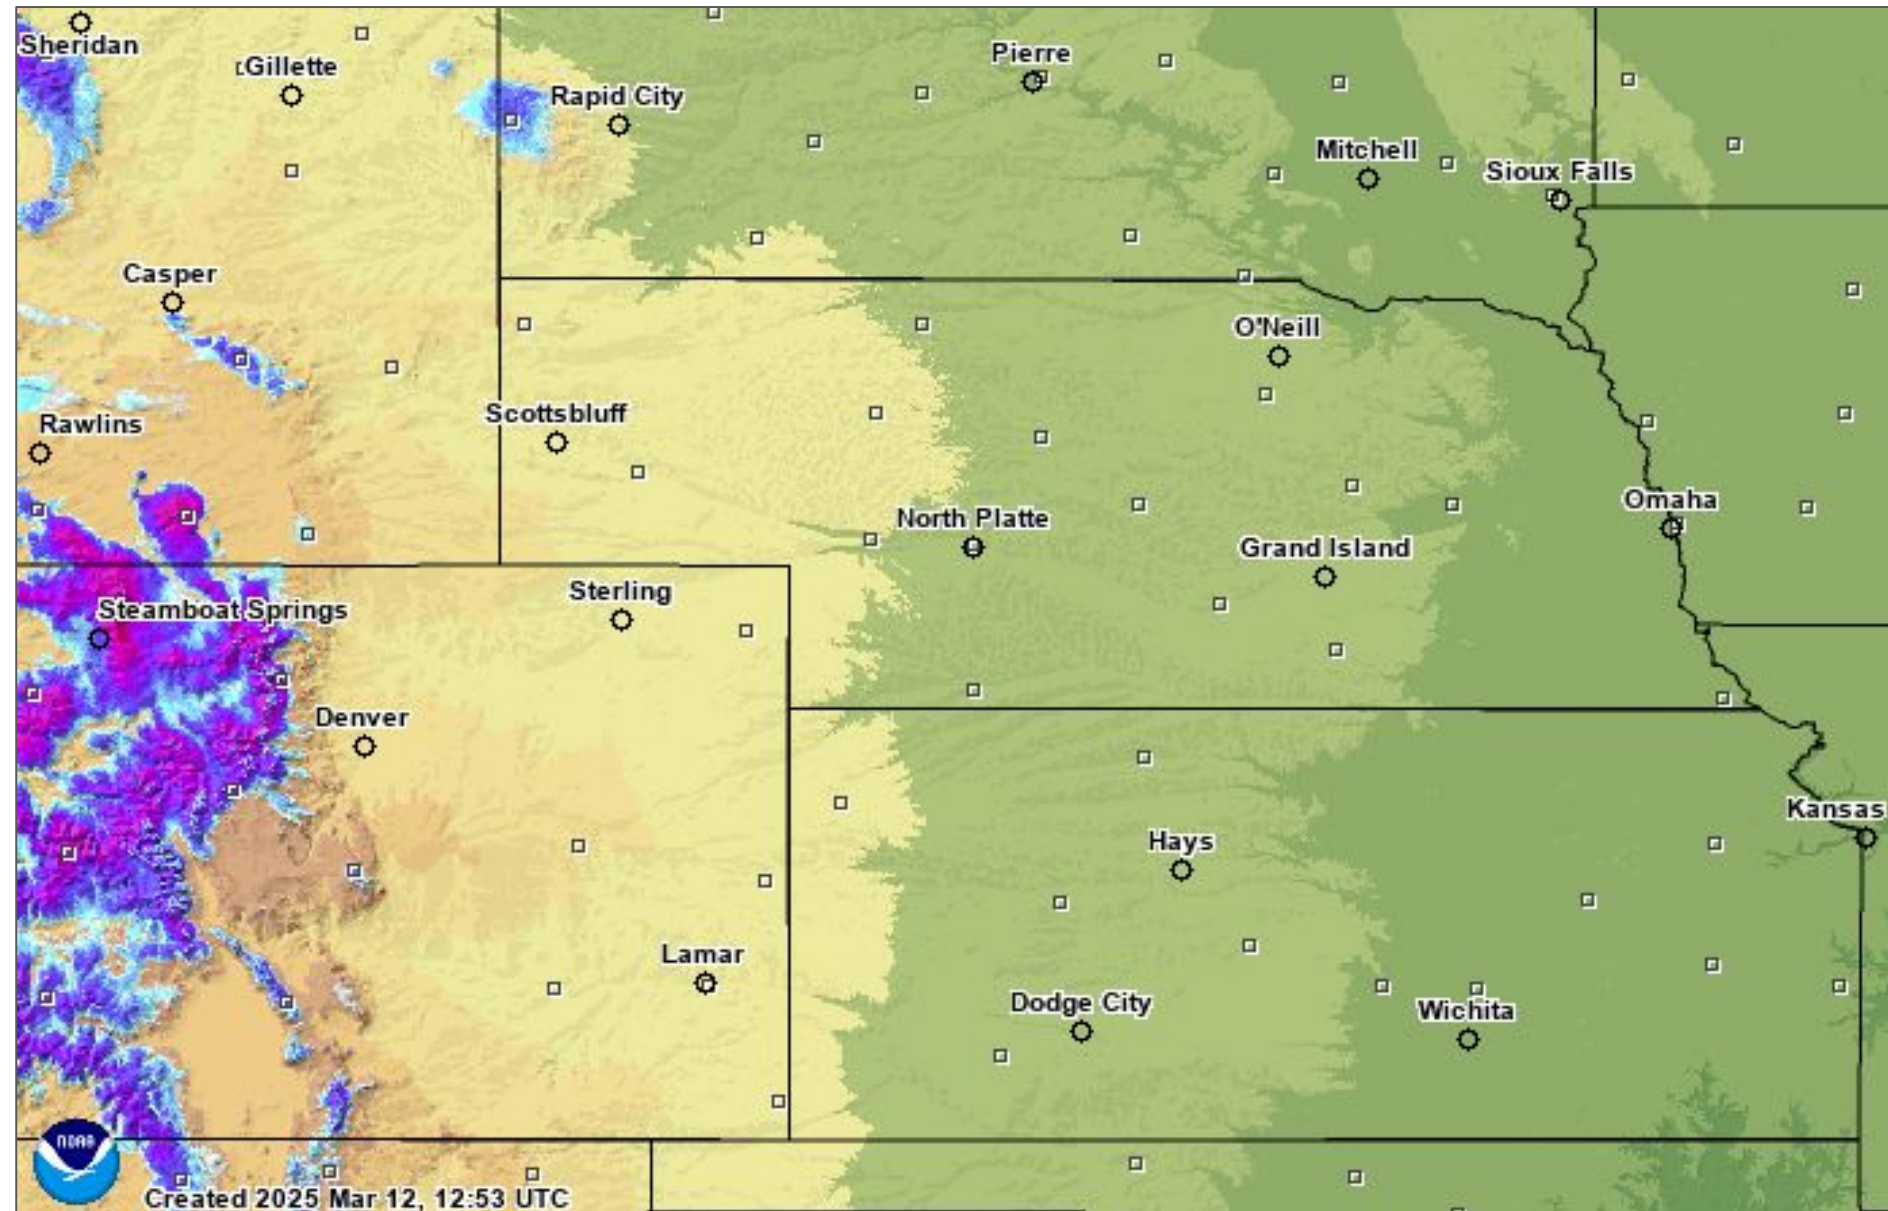 Sheridan
Gillette
Pierre
Rapid City
Mitchell
Sioux Falls
Casper
O'Neill
Scottsbluff
Rawlins
Omaha
North Platte
Grand Island
Sterling
Steamboat Springs
Denver
Kansas
Hays
Lamar
Dodge City
Wichita
NOAA
Created 2025 Mar 12, 12:53 UTC